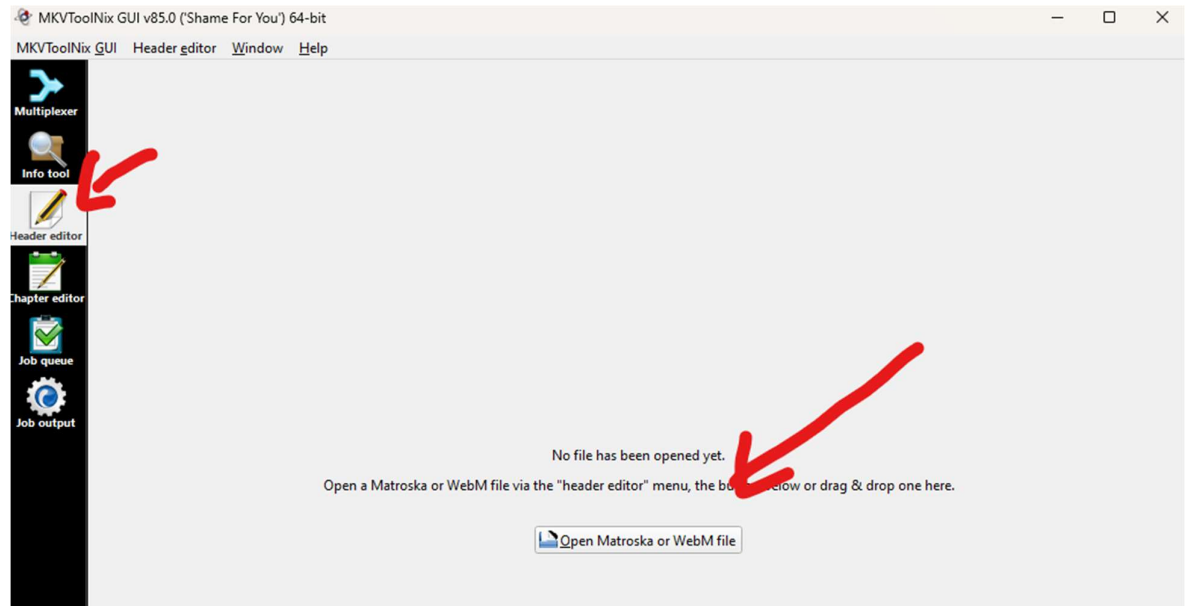 MKVToolNix GUI v85.0 ('Shame For You') 64-bit
MKVToolNix GUI Header editor Window Help
Multiplexer
Info tool
Header editor
Chapter editor
Job queue
Job output
No file has been opened yet.
Open a Matroska or WebM file via the "header editor" menu, the button below or drag & drop one here.
Open Matroska or WebM file